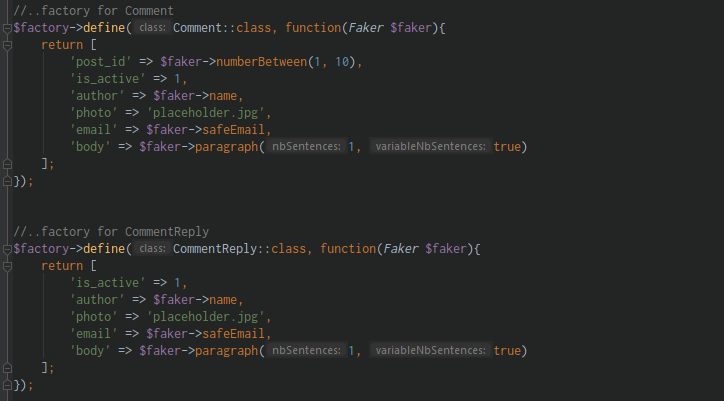 //..factory for Comment
$factory->define( class: Comment::class, function(Faker $faker){
    return [
        'post_id' => $faker->numberBetween(1, 10),
        'is_active' => 1,
        'author' => $faker->name,
        'photo' => 'placeholder.jpg',
        'email' => $faker->safeEmail,
        'body' => $faker->paragraph( nbSentences: 1, variableNbSentences: true)
    ];
});
//..factory for CommentReply
$factory->define( class: CommentReply::class, function(Faker $faker){
    return [
        'is_active' => 1,
        'author' => $faker->name,
        'photo' => 'placeholder.jpg',
        'email' => $faker->safeEmail,
        'body' => $faker->paragraph( nbSentences: 1, variableNbSentences: true)
    ];
});